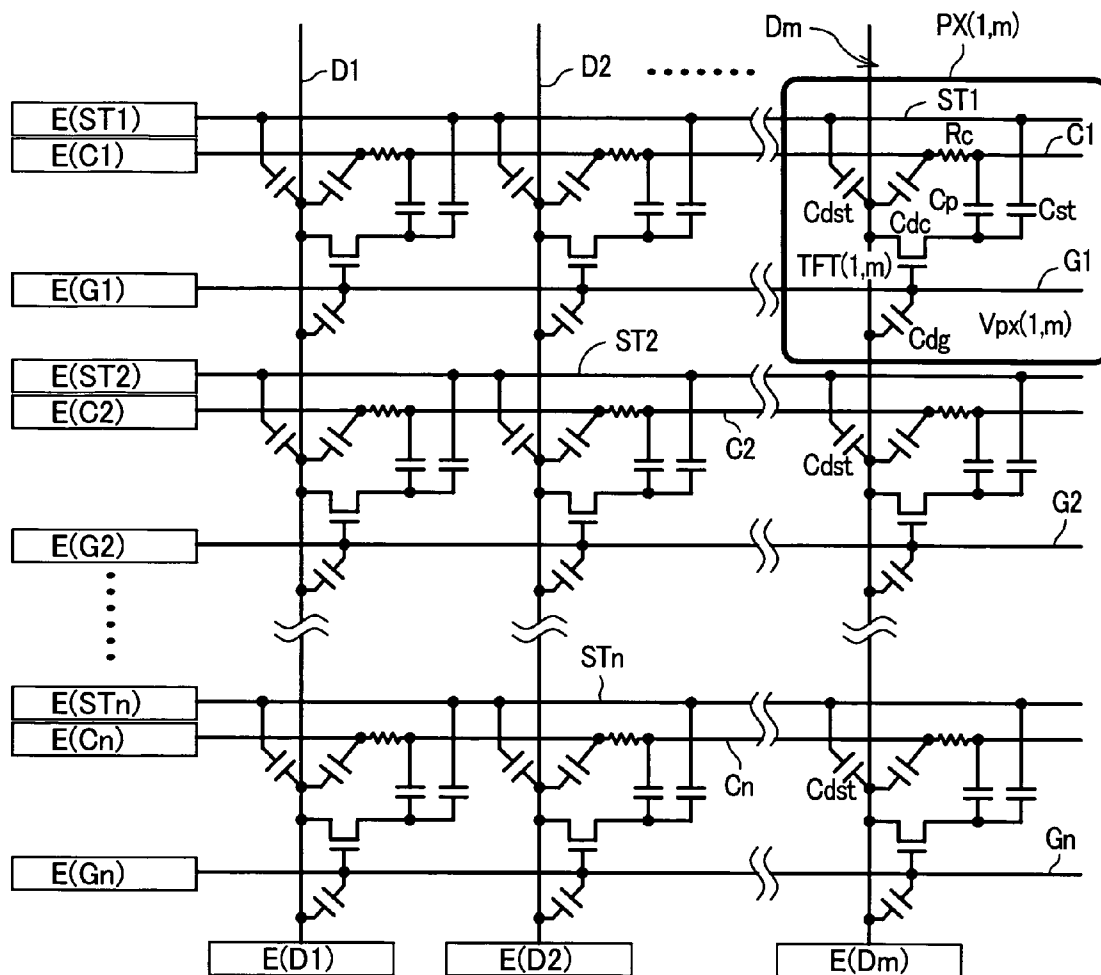 Dm
PX(1,m)
D1
D2
E(ST1)
ST1
E(C1)
Rc
C1
Cp
Cst
Cdst
Cdc
TFT(1,m)
E(G1)
G1
Vpx(1,m)
Cdg
ST2
E(ST2)
E(C2)
C2
Cdst
G2
E(G2)
STn
E(STn)
E(Cn)
Cn
Cdst
Gn
E(Gn)
E(D1)
E(D2)
E(Dm)